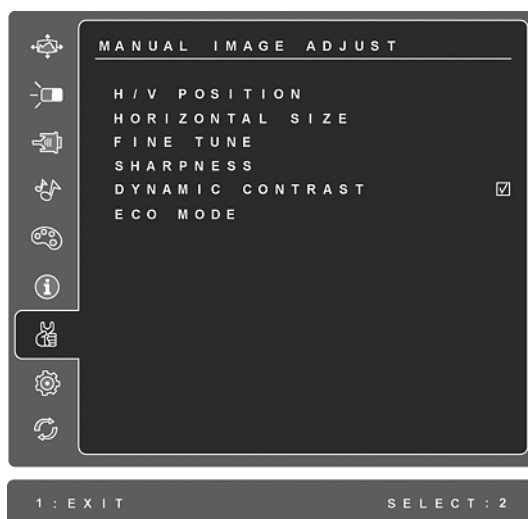 MANUAL IMAGE ADJUST
H/V POSITION
HORIZONTAL SIZE
FINE TUNE
SHARPNESS
DYNAMIC CONTRAST
ECO MODE
1:EXIT SELECT:2